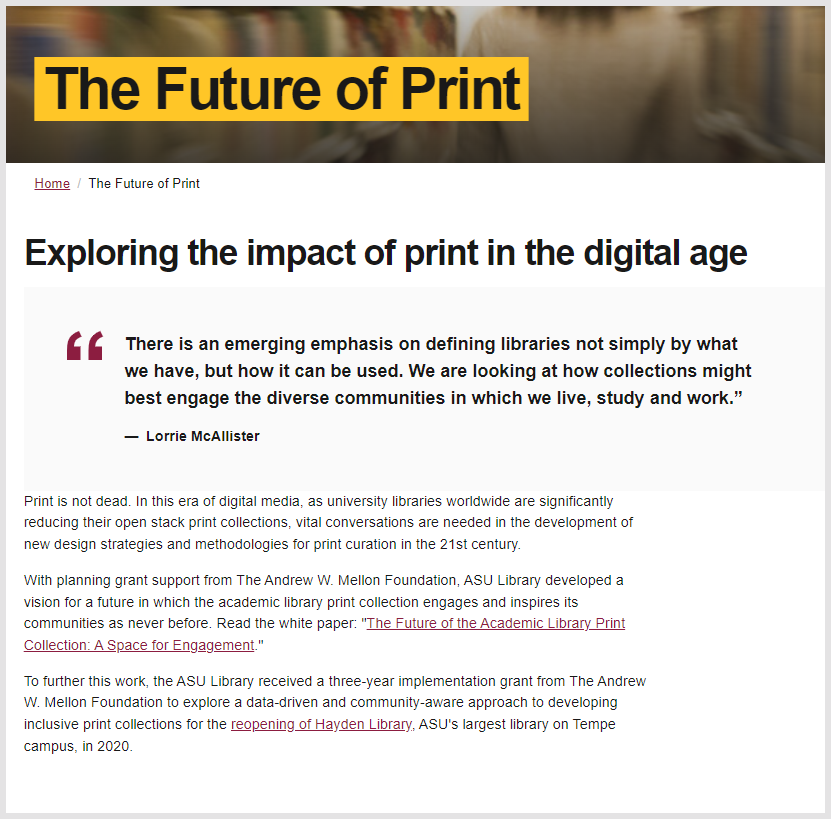 The Future of Print
Home / The Future of Print
Exploring the impact of print in the digital age
“ There is an emerging emphasis on defining libraries not simply by what
we have, but how it can be used. We are looking at how collections might
best engage the diverse communities in which we live, study and work.”
— Lorrie McAllister
Print is not dead. In this era of digital media, as university libraries worldwide are significantly
reducing their open stack print collections, vital conversations are needed in the development of
new design strategies and methodologies for print curation in the 21st century.
With planning grant support from The Andrew W. Mellon Foundation, ASU Library developed a
vision for a future in which the academic library print collection engages and inspires its
communities as never before. Read the white paper: "The Future of the Academic Library Print
Collection: A Space for Engagement."
To further this work, the ASU Library received a three-year implementation grant from The Andrew
W. Mellon Foundation to explore a data-driven and community-aware approach to developing
inclusive print collections for the reopening of Hayden Library, ASU's largest library on Tempe
campus, in 2020.